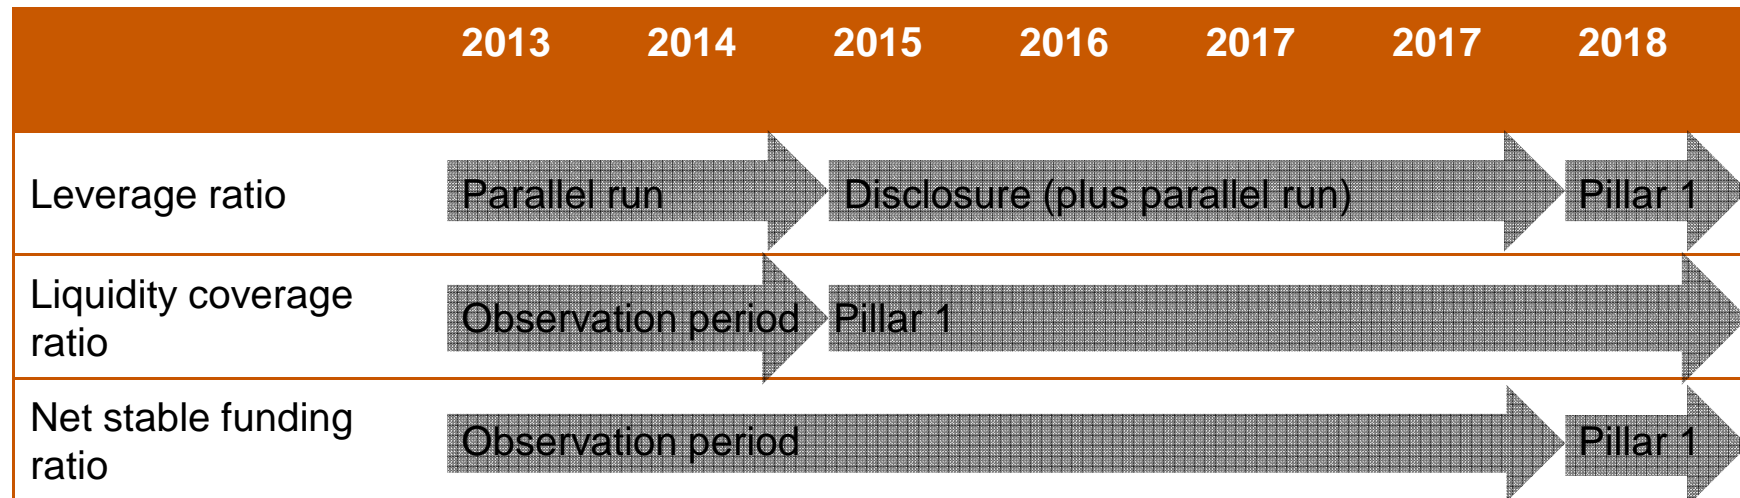 2013 2014 2015 2016 2017 2017 2018
Leverage ratio Parallel run Disclosure (plus parallel run) Pillar 1
Liquidity coverage
ratio
Observation period Pillar 1
Net stable funding
ratio
Observation period Pillar 1